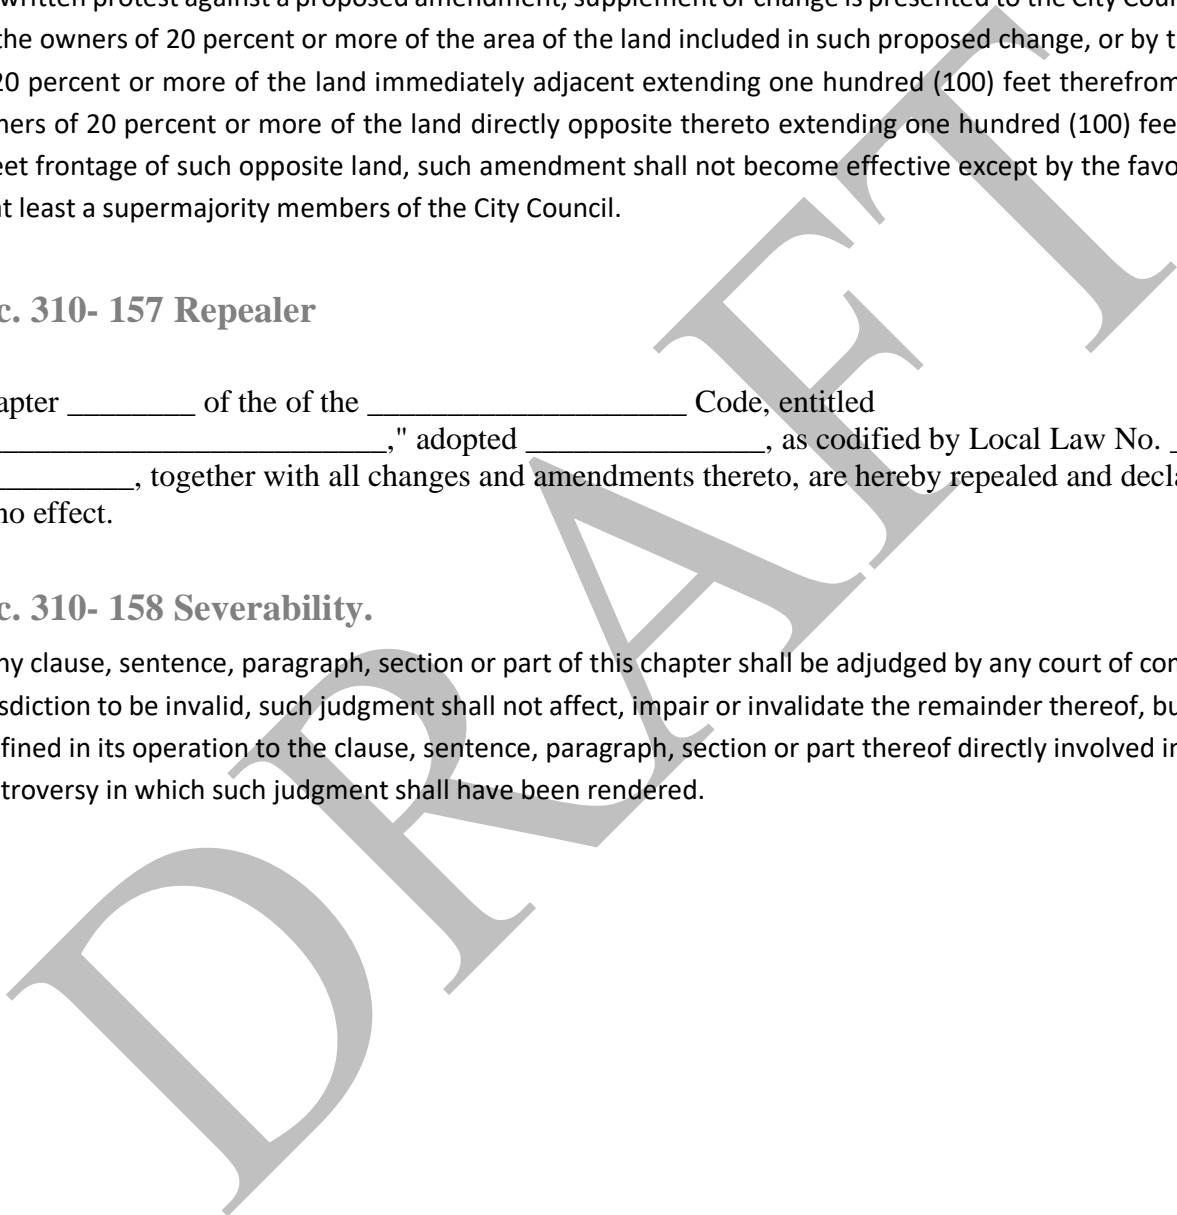 written protest against a proposed amendment, supplement or change is presented to the City Coun
the owners of 20 percent or more of the area of the land included in such proposed change, or by t
20 percent or more of the land immediately adjacent extending one hundred (100) feet therefrom
ners of 20 percent or more of the land directly opposite thereto extending one hundred (100) fee
eet frontage of such opposite land, such amendment shall not become effective except by the favo
at least a supermajority members of the City Council.
c. 310- 157 Repealer
apter ________ of the of the ____________________ Code, entitled
_________________________," adopted _______________, as codified by Local Law No. _
_________, together with all changes and amendments thereto, are hereby repealed and decla
no effect.
c. 310- 158 Severability.
ny clause, sentence, paragraph, section or part of this chapter shall be adjudged by any court of con
sdiction to be invalid, such judgment shall not affect, impair or invalidate the remainder thereof, bu
fined in its operation to the clause, sentence, paragraph, section or part thereof directly involved in
troversy in which such judgment shall have been rendered.
DRAFT